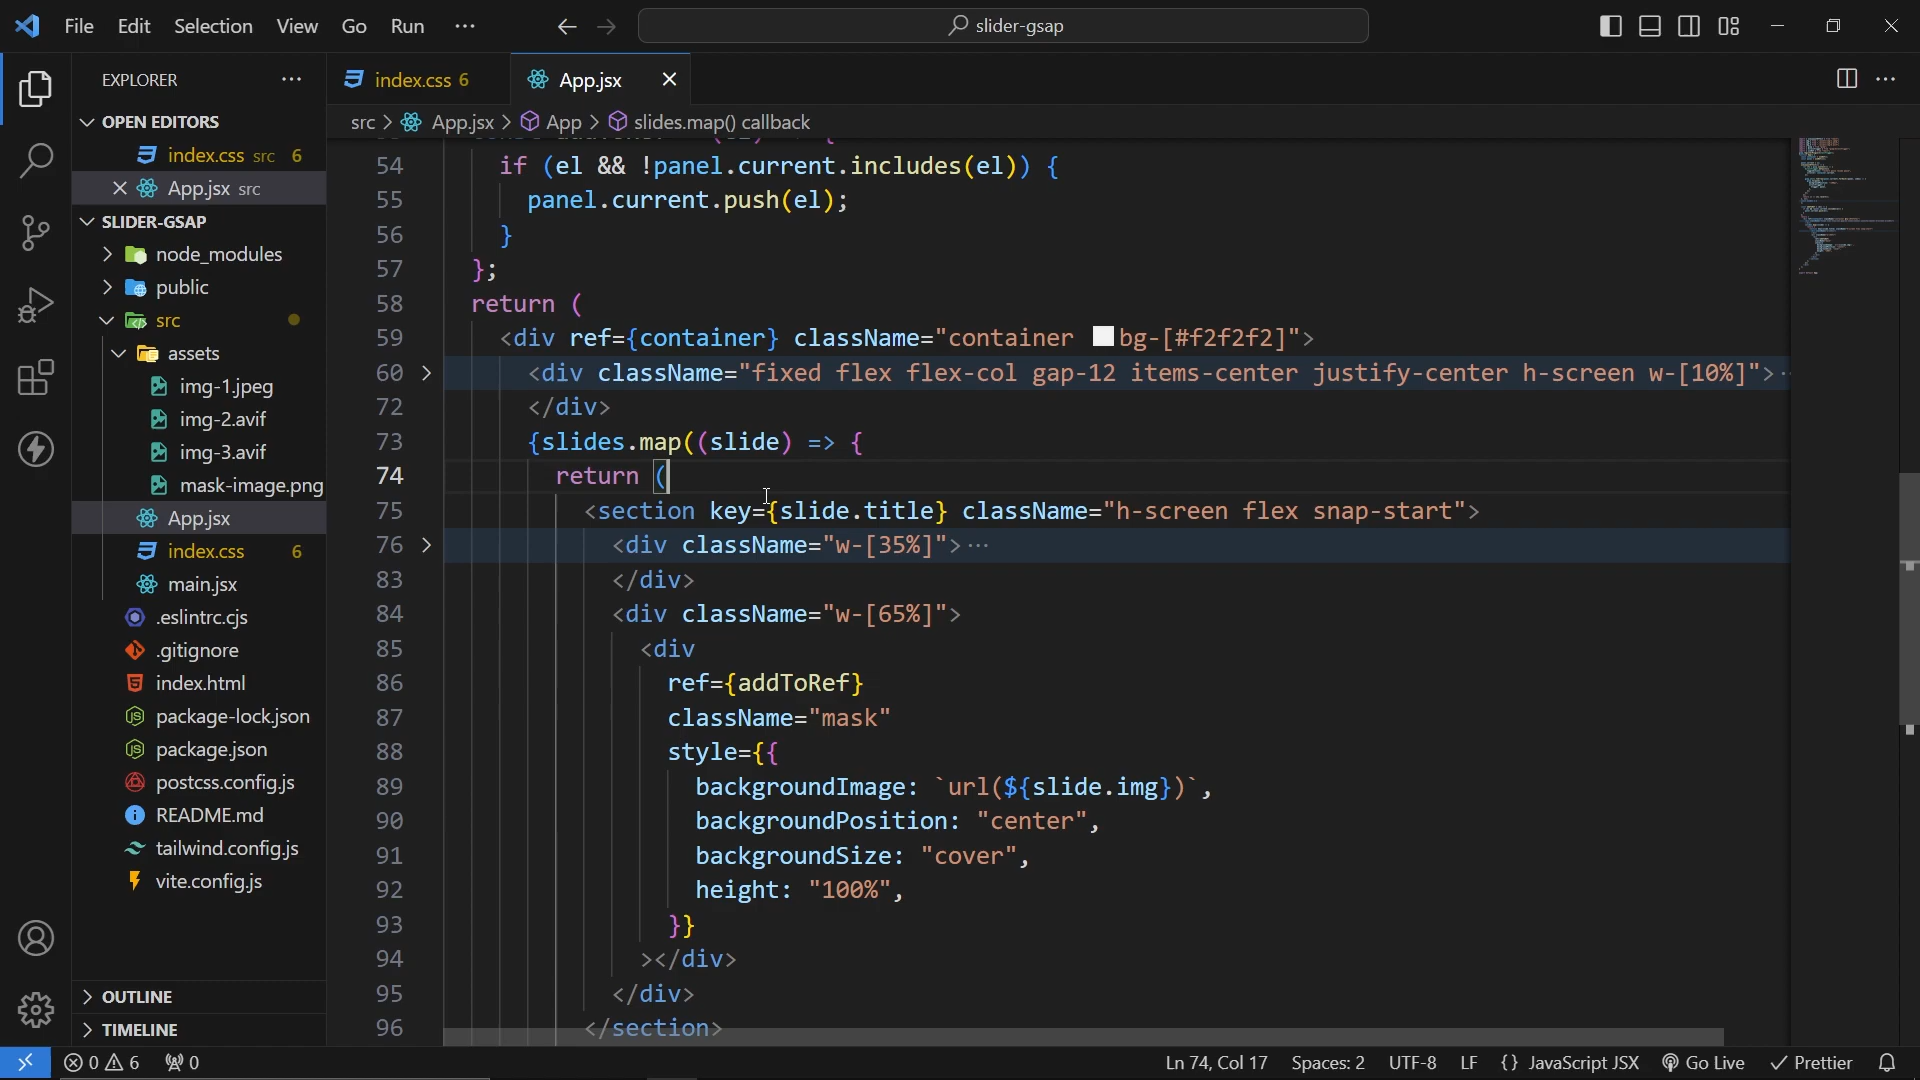 File Edit Selection View Go Run ···
slider-gsap
EXPLORER ···
index.css 6
App.jsx
src > App.jsx > App > slides.map() callback
OPEN EDITORS
index.css src 6
App.jsx src
SLIDER-GSAP
node_modules
public
src
assets
img-1.jpeg
img-2.avif
img-3.avif
mask-image.png
App.jsx
index.css 6
main.jsx
.eslintrc.cjs
.gitignore
index.html
package-lock.json
package.json
postcss.config.js
README.md
tailwind.config.js
vite.config.js
OUTLINE
TIMELINE
54 if (el && !panel.current.includes(el)) {
55 panel.current.push(el);
56 }
57 };
58 return (
59 <div ref={container} className="container bg-[#f2f2f2]">
60 <div className="fixed flex flex-col gap-12 items-center justify-center h-screen w-[10%]">
72 </div>
73 {slides.map((slide) => {
74 return (
75 <section key={slide.title} className="h-screen flex snap-start">
76 <div className="w-[35%]">···
83 </div>
84 <div className="w-[65%]">
85 <div
86 ref={addToRef}
87 className="mask"
88 style={{
89 backgroundImage: `url(${slide.img})`,
90 backgroundPosition: "center",
91 backgroundSize: "cover",
92 height: "100%",
93 }}
94 ></div>
95 </div>
96 </section>
0 6 0
Ln 74, Col 17 Spaces: 2 UTF-8 LF {} JavaScript JSX Go Live Prettier